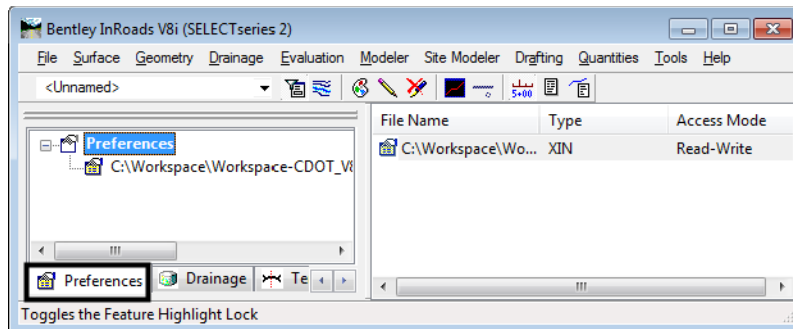 Bentley InRoads V8i (SELECTseries 2)
File Surface Geometry Drainage Evaluation Modeler Site Modeler Drafting Quantities Tools Help
<Unnamed>
5+00
File Name Type Access Mode
Preferences
C:\Workspace\Workspace-CDOT_V8
C:\Workspace\Wo... XIN Read-Write
Preferences Drainage Te
Toggles the Feature Highlight Lock